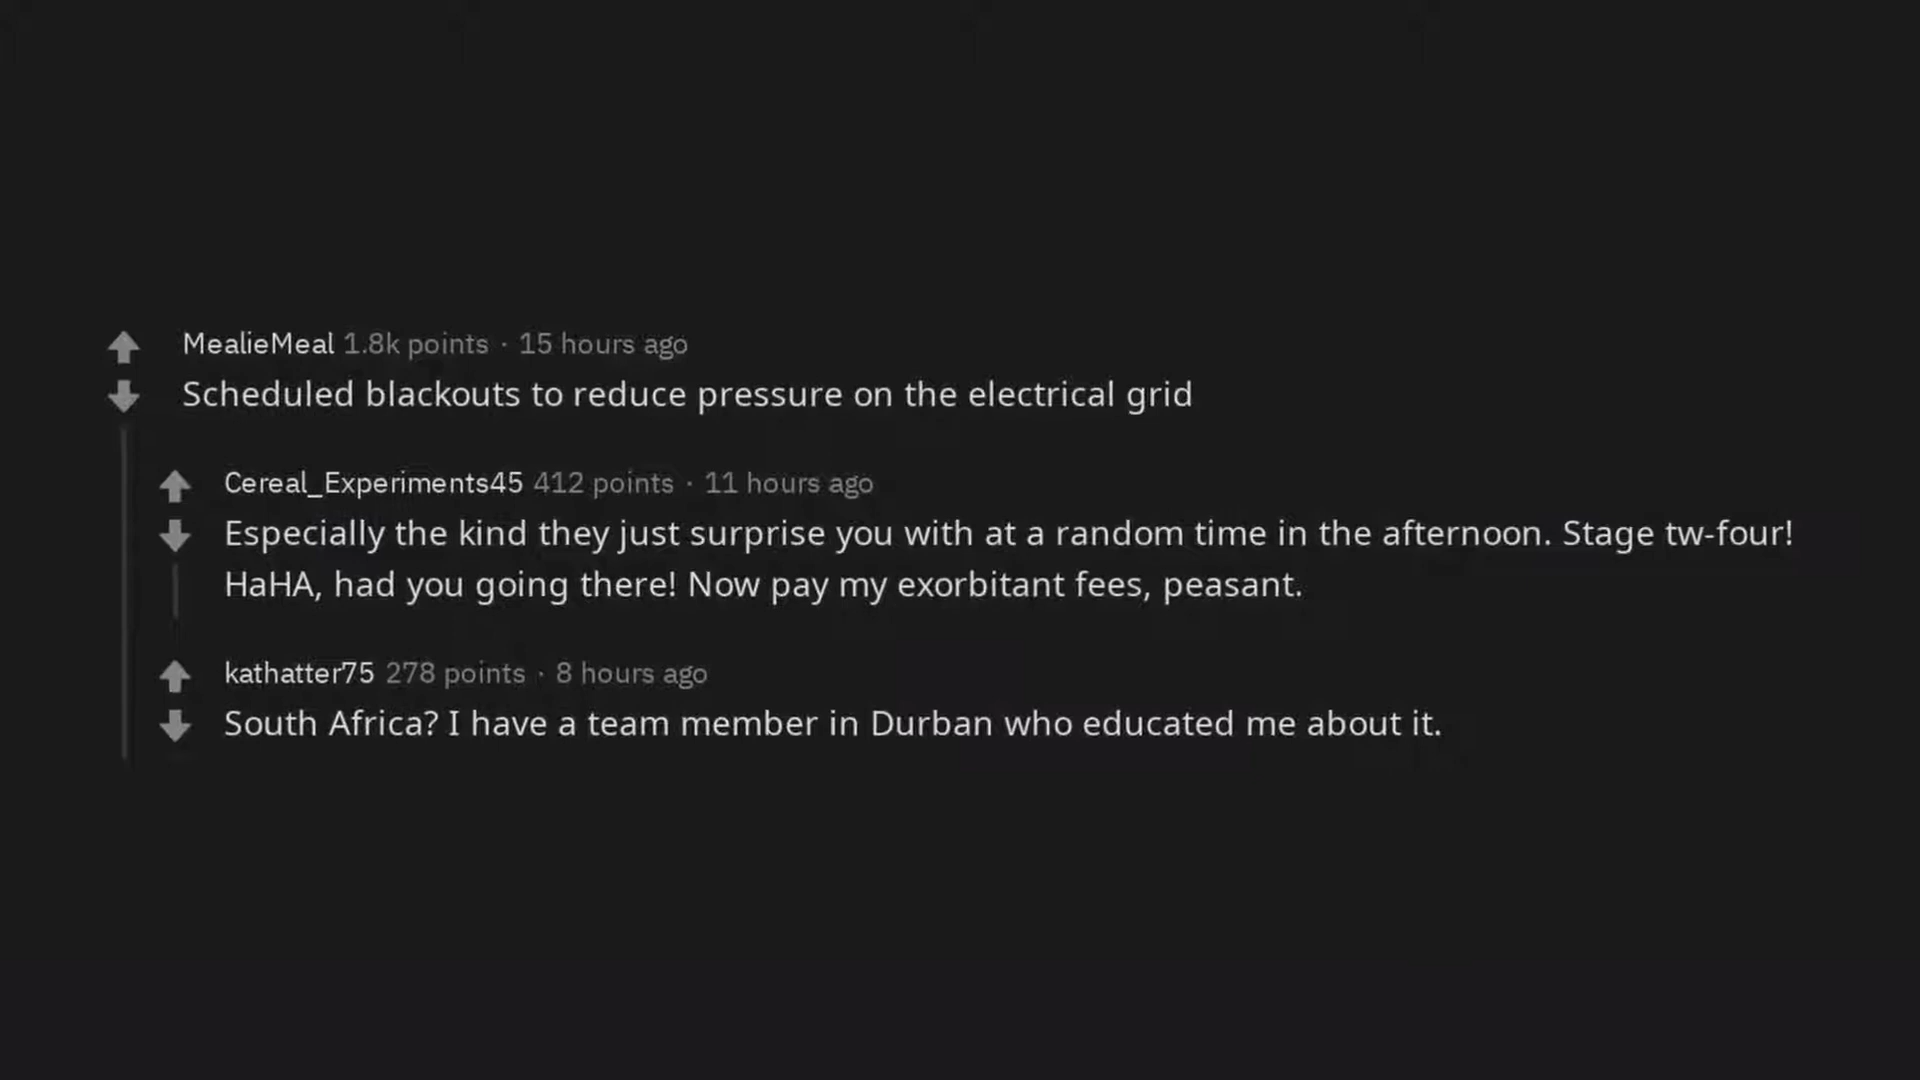 MealieMeal 1.8k points · 15 hours ago
Scheduled blackouts to reduce pressure on the electrical grid
Cereal_Experiments45 412 points · 11 hours ago
Especially the kind they just surprise you with at a random time in the afternoon. Stage tw-four!
HaHA, had you going there! Now pay my exorbitant fees, peasant.
kathatter75 278 points · 8 hours ago
South Africa? I have a team member in Durban who educated me about it.